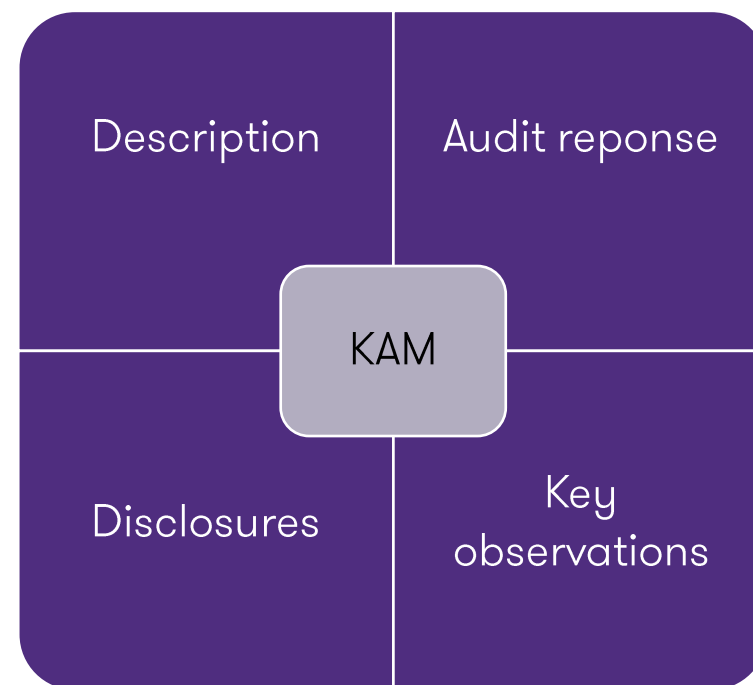 Description
Audit reponse
KAM
Disclosures
Key
observations